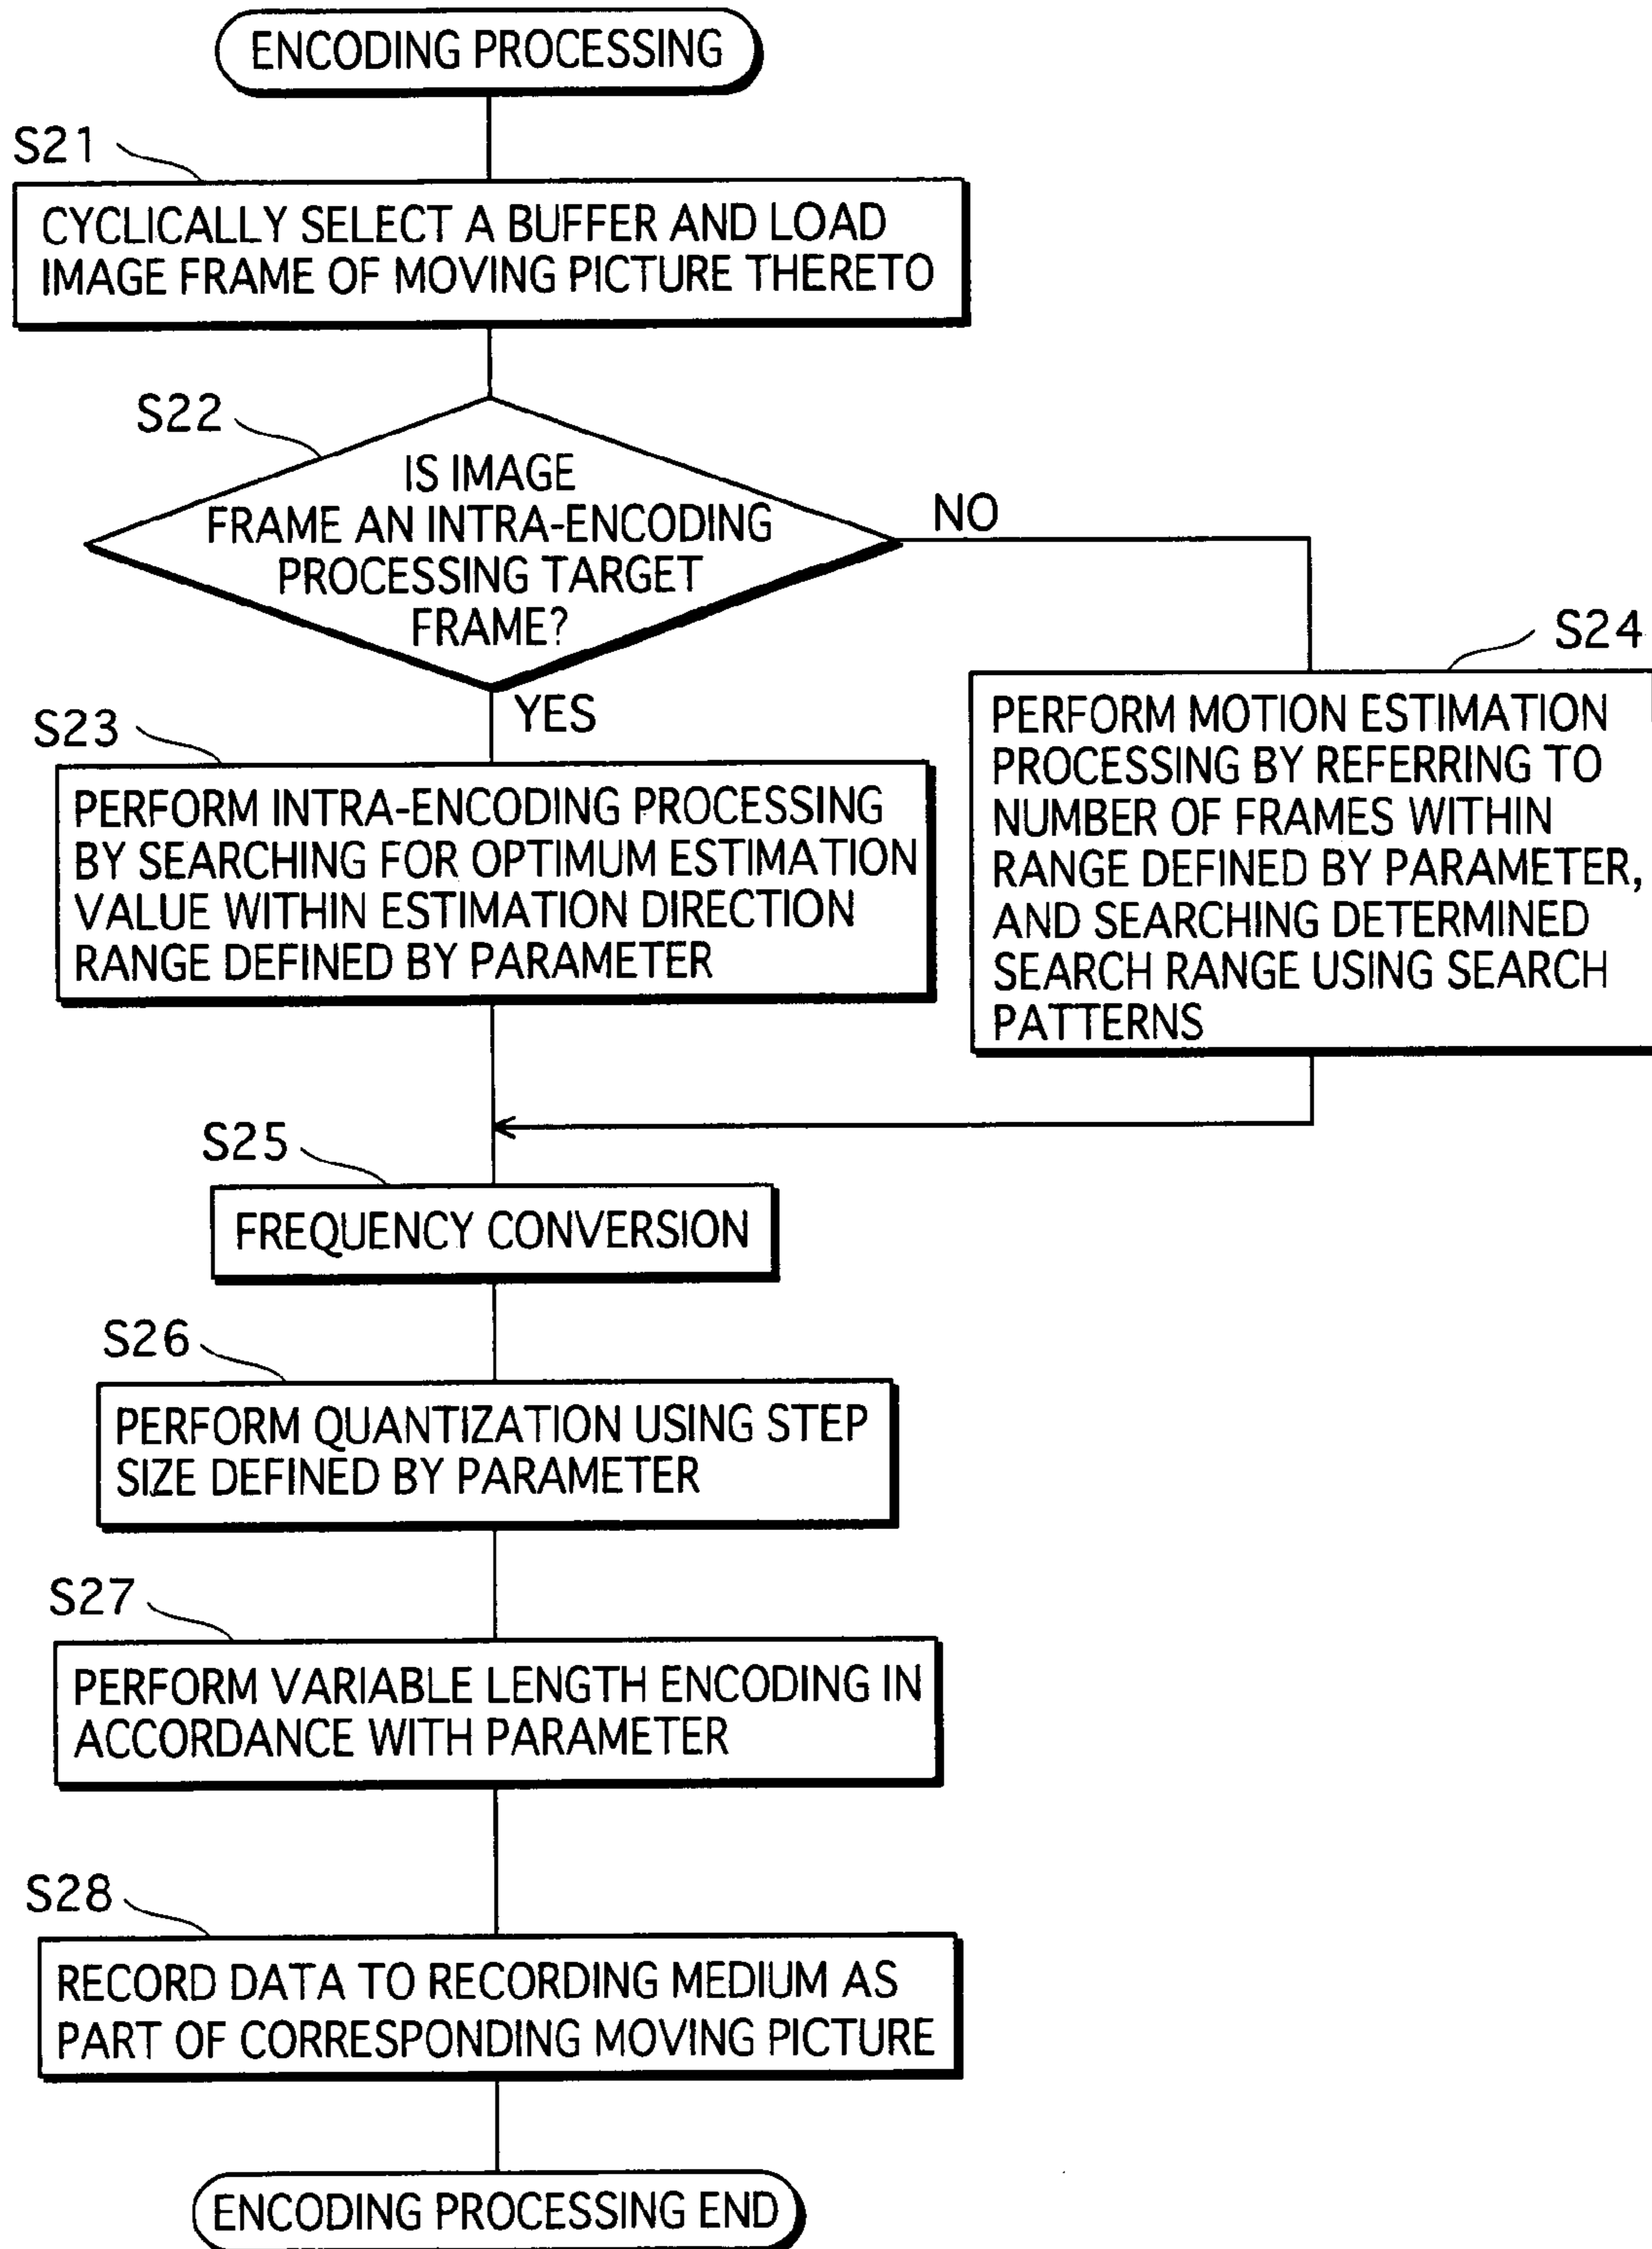 ENCODING PROCESSING
S21
CYCLICALLY SELECT A BUFFER AND LOAD
IMAGE FRAME OF MOVING PICTURE THERETO
S22
IS IMAGE
FRAME AN INTRA-ENCODING
PROCESSING TARGET
FRAME?
NO
YES
S23
PERFORM INTRA-ENCODING PROCESSING
BY SEARCHING FOR OPTIMUM ESTIMATION
VALUE WITHIN ESTIMATION DIRECTION
RANGE DEFINED BY PARAMETER
S24
PERFORM MOTION ESTIMATION
PROCESSING BY REFERRING TO
NUMBER OF FRAMES WITHIN
RANGE DEFINED BY PARAMETER,
AND SEARCHING DETERMINED
SEARCH RANGE USING SEARCH
PATTERNS
S25
FREQUENCY CONVERSION
S26
PERFORM QUANTIZATION USING STEP
SIZE DEFINED BY PARAMETER
S27
PERFORM VARIABLE LENGTH ENCODING IN
ACCORDANCE WITH PARAMETER
S28
RECORD DATA TO RECORDING MEDIUM AS
PART OF CORRESPONDING MOVING PICTURE
ENCODING PROCESSING END